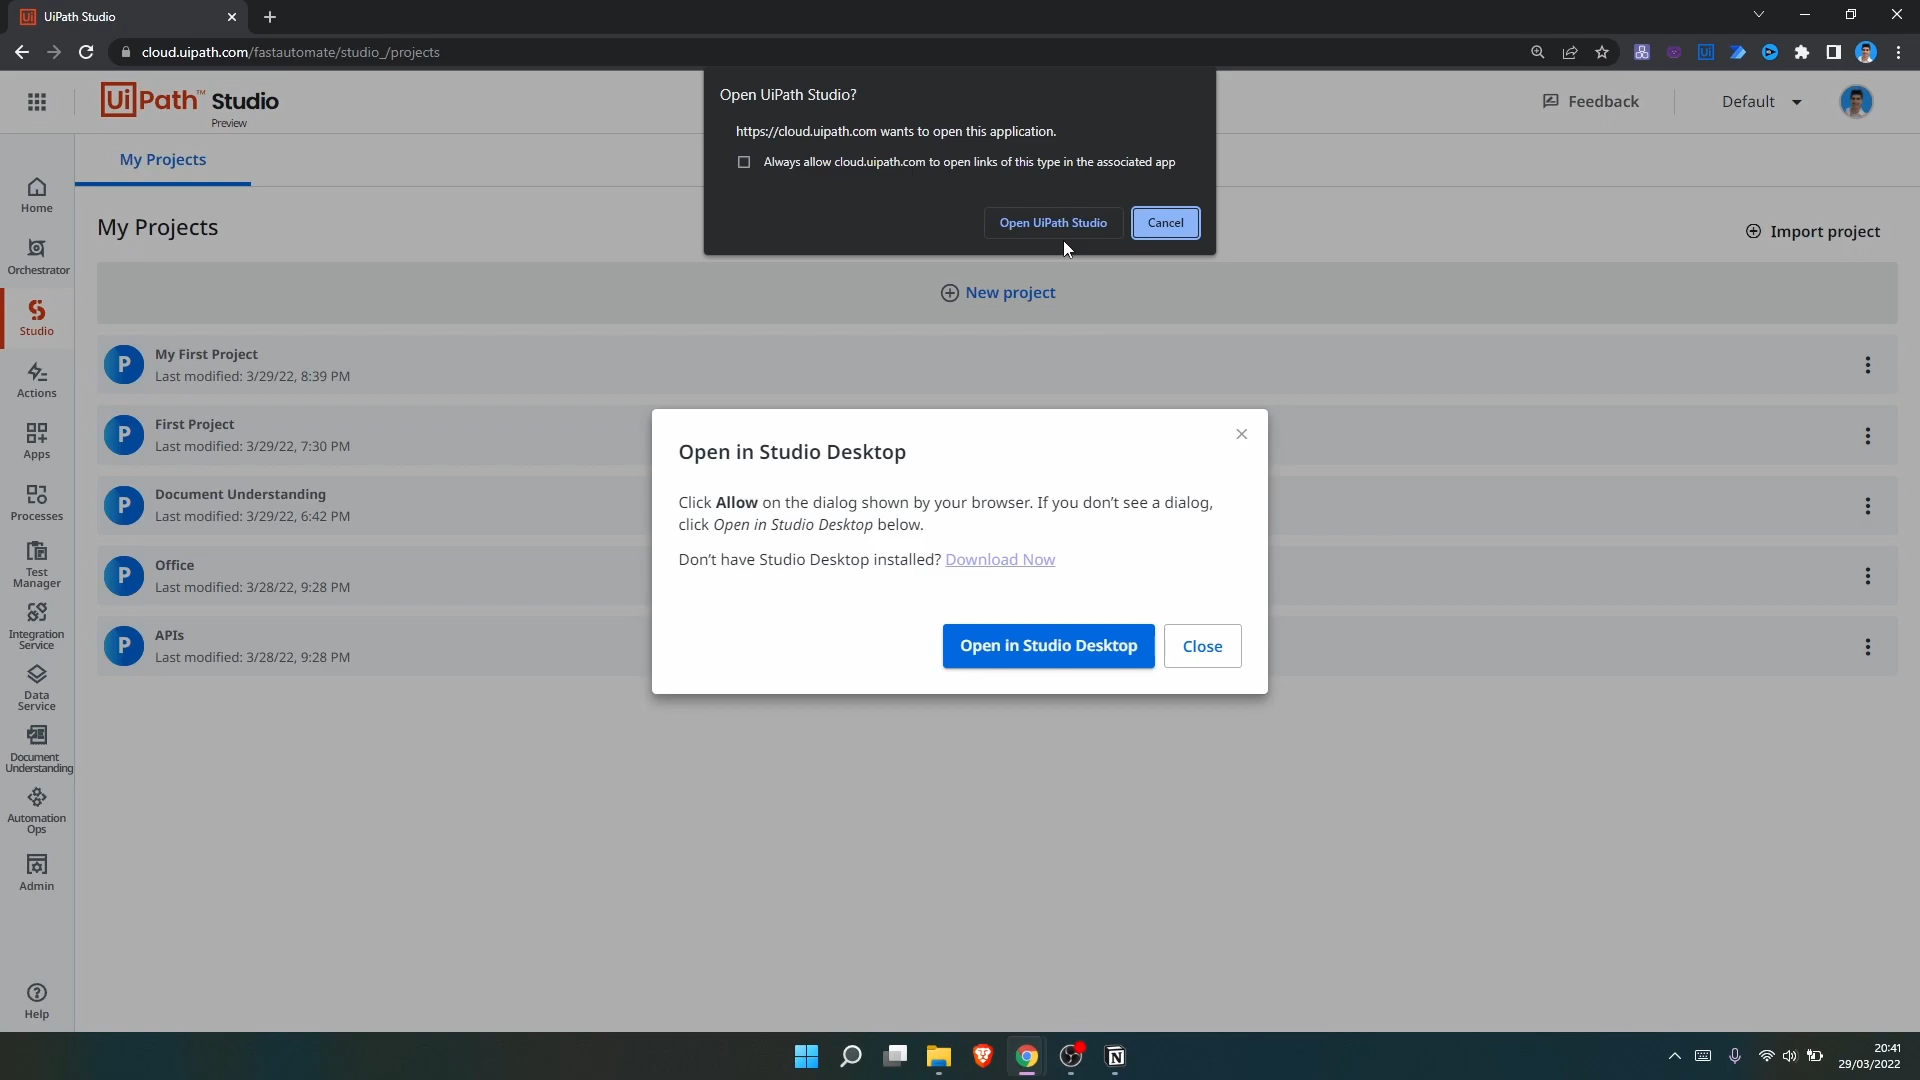 UiPath Studio
cloud.uipath.com/fastautomate/studio_/projects
UiPath™ Studio
Preview
Feedback
Default
Open UiPath Studio?
https://cloud.uipath.com wants to open this application.
Always allow cloud.uipath.com to open links of this type in the associated app
Open UiPath Studio
Cancel
Home
Orchestrator
Studio
Actions
Apps
Processes
Test
Manager
Integration
Service
Data
Service
Document
Understanding
Automation
Ops
Admin
Help
My Projects
My Projects
Import project
New project
P
My First Project
Last modified: 3/29/22, 8:39 PM
P
First Project
Last modified: 3/29/22, 7:30 PM
P
Document Understanding
Last modified: 3/29/22, 6:42 PM
P
Office
Last modified: 3/28/22, 9:28 PM
P
APIs
Last modified: 3/28/22, 9:28 PM
Open in Studio Desktop
Click Allow on the dialog shown by your browser. If you don't see a dialog,
click Open in Studio Desktop below.
Don't have Studio Desktop installed? Download Now
Open in Studio Desktop
Close
20:41
29/03/2022